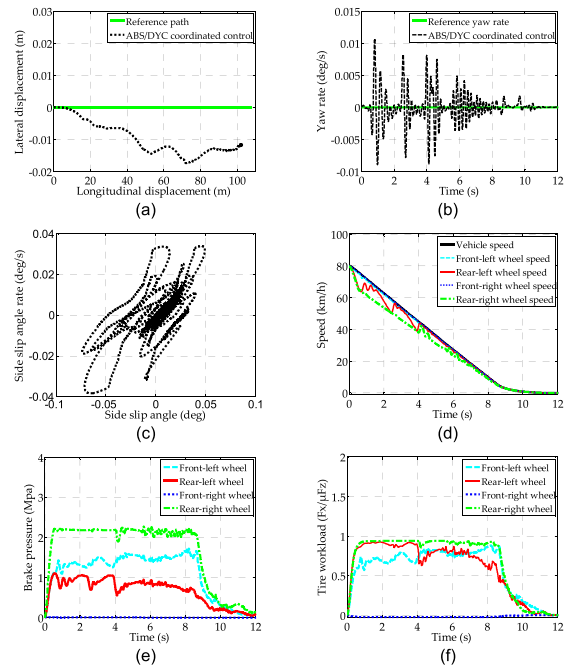 Reference path
ABS/DYC coordinated control
Lateral displacement (m)
0.03
0.02
0.01
0
-0.01
-0.02
0 20 40 60 80 100
Longitudinal displacement (m)
(a)
Reference yaw rate
ABS/DYC coordinated control
Yaw rate (deg/s)
0.015
0.01
0.005
0
-0.005
-0.01
0 2 4 6 8 10 12
Time (s)
(b)
Side slip angle rate (deg/s)
0.04
0.02
0
-0.02
-0.04
-0.1 -0.05 0 0.05 0.1
Side slip angle (deg)
(c)
Vehicle speed
Front-left wheel speed
Rear-left wheel speed
Front-right wheel speed
Rear-right wheel speed
Speed (km/h)
100
80
60
40
20
0
0 2 4 6 8 10 12
Time (s)
(d)
Front-left wheel
Rear-left wheel
Front-right wheel
Rear-right wheel
Brake pressure (Mpa)
4
3
2
1
0
0 2 4 6 8 10 12
Time (s)
(e)
Front-left wheel
Rear-left wheel
Front-right wheel
Rear-right wheel
Tire workload (Fx/μFz)
2
1.5
1
0.5
0
0 2 4 6 8 10 12
Time (s)
(f)